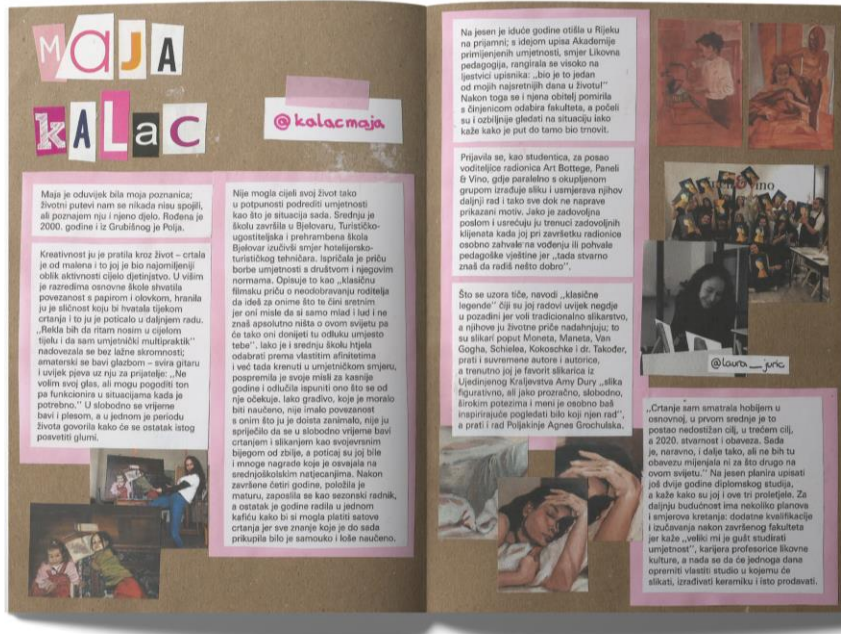 MAJA
KALAC
@kalacmaja
Maja je oduvijek bila moja poznanica;
životni putevi nam se nikada nisu spojili,
ali poznajem nju i njeno djelo. Rođena je
2000. godine i iz Grubišnog je Polja.
Kreativnost ju je pratila kroz život – crtala
je od malena i to joj je bio najomiljeniji
oblik aktivnosti cijelo djetinjstvo. U višim
je razredima osnovne škole shvatila
povezanost s papirom i olovkom, hranila
ju je sličnost koju bi hvatala tijekom
crtanja i to ju je poticalo u daljnjem radu.
„Rekla bih da ritam nosim u cijelom
tijelu i da sam umjetnički multipraktik”
nadovezala se bez lažne skromnosti;
amaterski se bavi glazbom – svira gitaru
i uvijek pjeva uz nju za prijatelje: „Ne
volim svoj glas, ali mogu pogoditi ton
pa funkcionira u situacijama kada je
potrebno.” U slobodno se vrijeme
bavi i plesom, a u jednom je periodu
života govorila kako će se ostatak istog
posvetiti glumi.
Nije mogla cijeli svoj život tako
u potpunosti podrediti umjetnosti
kao što je situacija sada. Srednju je
školu završila u Bjelovaru, Turističko-
ugostiteljska i prehrambena škola
Bjelovar izučivši smjer hotelijersko-
turističkog tehničara. Ispričala je priču
borbe umjetnosti s društvom i njegovim
normama. Opisuje to kao „klasičnu
filmsku priču o neodobravanju roditelja
da ideš za onime što te čini sretnim
jer oni misle da si samo mlad i lud i ne
znaš apsolutno ništa o ovom svijetu pa
će tako oni donijeti tu odluku umjesto
tebe”. Iako je i srednju školu htjela
odabrati prema vlastitim afinitetima
i već tada krenuti u umjetničkom smjeru,
pospremila je svoje misli za kasnije
godine i odlučila ispuniti ono što se od
nje očekuje. Iako gradivo, koje je moralo
biti naučeno, nije imalo povezanost
s onim što ju je doista zanimalo, nije ju
spriječilo da se u slobodno vrijeme bavi
crtanjem i slikanjem kao svojevrsnim
bijegom od zbilje, a poticaj su joj bile
i mnoge nagrade koje je osvajala na
srednjoškolskim natjecanjima. Nakon
završene četiri godine, položila je
maturu, zaposlila se kao sezonski radnik,
a ostatak je godine radila u jednom
kafiću kako bi si mogla platiti satove
crtanja jer sve znanje koje je do sada
prikupila bilo je samouko i loše naučeno.
Na jesen je iduće godine otišla u Rijeku
na prijamni; s idejom upisa Akademije
primijenjenih umjetnosti, smjer Likovna
pedagogija, rangirala se visoko na
ljestvici upisnika: „bio je to jedan
od mojih najsretnijih dana u životu!”
Nakon toga se i njena obitelj pomirila
s činjenicom odabira fakulteta, a počeli
su i ozbiljnije gledati na situaciju iako
kaže kako je put do tamo bio trnovit.
Prijavila se, kao studentica, za posao
voditeljice radionica Art Bottege, Paneli
& Vino, gdje paralelno s okupljenom
grupom izrađuje sliku i usmjerava njihov
daljnji rad i tako sve dok ne naprave
prikazani motiv. Jako je zadovoljna
poslom i usrećuju ju trenuci zadovoljnih
klijenata kada joj pri završetku radionice
osobno zahvale na vođenju ili pohvale
pedagoške vještine jer „tada stvarno
znaš da radiš nešto dobro”.
Što se uzora tiče, navodi „klasične
legende” čiji su joj radovi uvijek negdje
u pozadini jer voli tradicionalno slikarstvo,
a njihove ju životne priče nadahnjuju; to
su slikari poput Moneta, Maneta, Van
Gogha, Schielea, Kokoschke i dr. Također,
prati i suvremene autore i autorice,
a trenutno joj je favorit slikarica iz
Ujedinjenog Kraljevstva Amy Dury „slika
figurativno, ali jako prozračno, slobodno,
širokim potezima i meni je osobno baš
inspirirajuće pogledati bilo koji njen rad”,
a prati i rad Poljakinje Agnes Grochulska.
@laura__juric
„Crtanje sam smatrala hobijem u
osnovnoj, u prvom srednje je to
postao nedostižan cilj, u trećem cilj,
a 2020. stvarnost i obaveza. Sada
je, naravno, i dalje tako, ali ne bih tu
obavezu mijenjala ni za što drugo na
ovom svijetu.” Na jesen planira upisati
još dvije godine diplomskog studija,
a kaže kako su joj i ove tri proletjele. Za
daljnju budućnost ima nekoliko planova
i smjerova kretanja: dodatne kvalifikacije
i izučavanja nakon završenog fakulteta
jer kaže „veliki mi je gušt studirati
umjetnost”, karijera profesorice likovne
kulture, a nada se da će jednoga dana
opremiti vlastiti studio u kojemu će
slikati, izrađivati keramiku i isto prodavati.